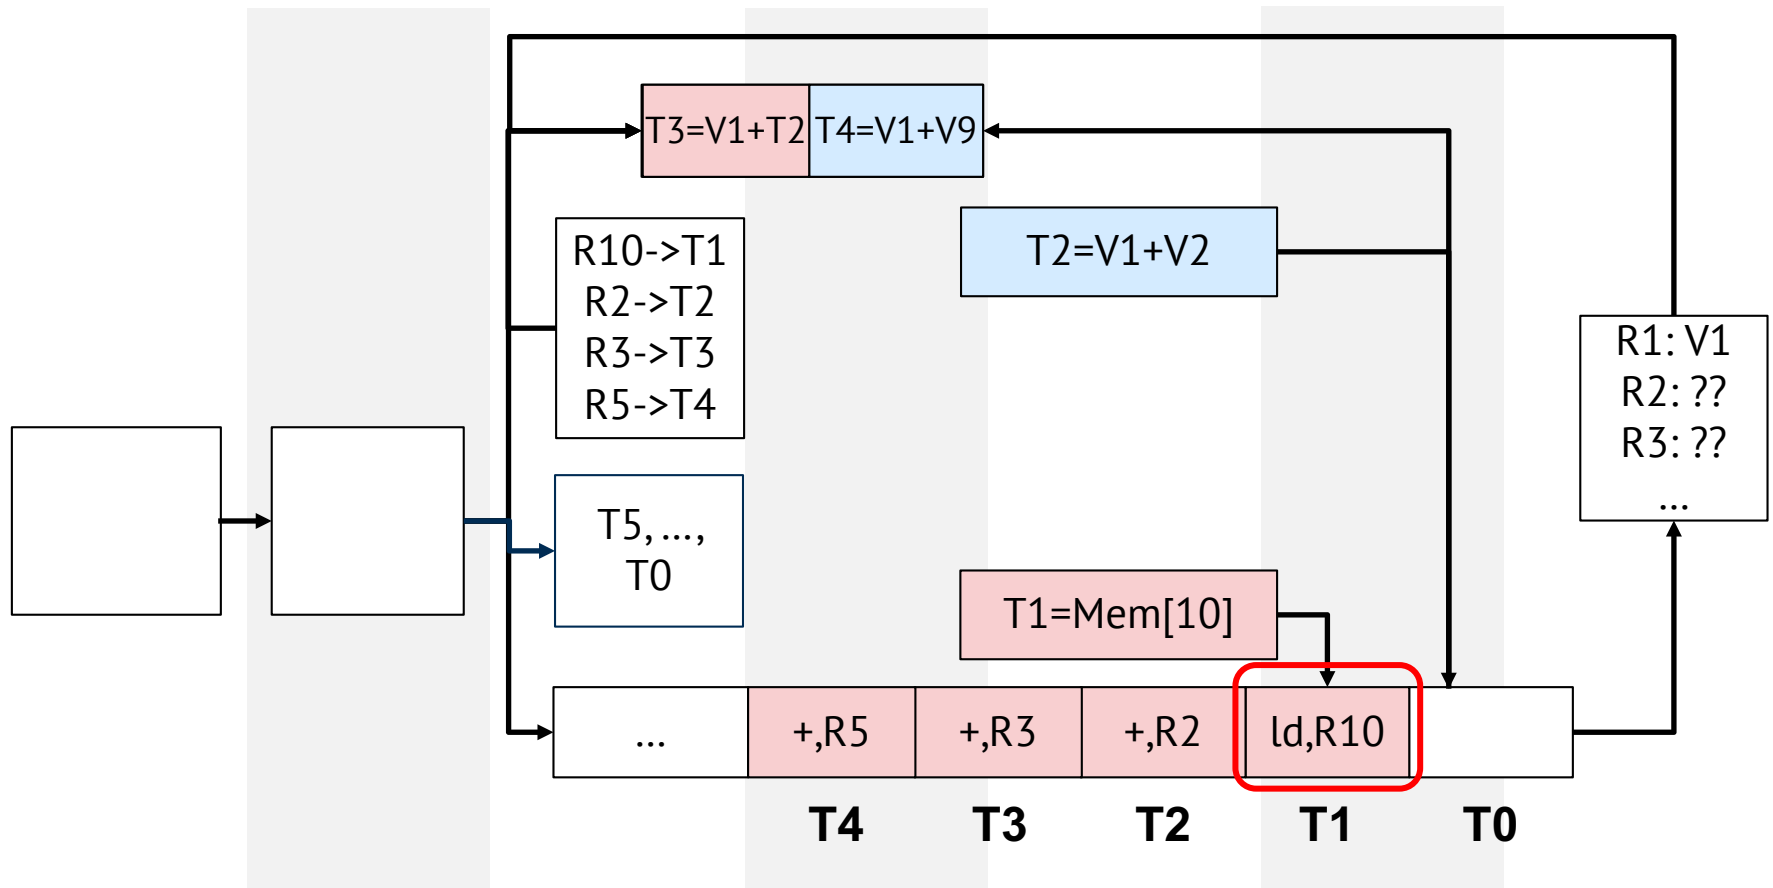 T3=V1+T2 T4=V1+V9
R10->T1
R2->T2
R3->T3
R5->T4
T2=V1+V2
R1: V1
R2: ??
R3: ??
...
T5, ...,
T0
T1=Mem[10]
... +,R5 +,R3 +,R2 ld,R10
T4 T3 T2 T1 T0